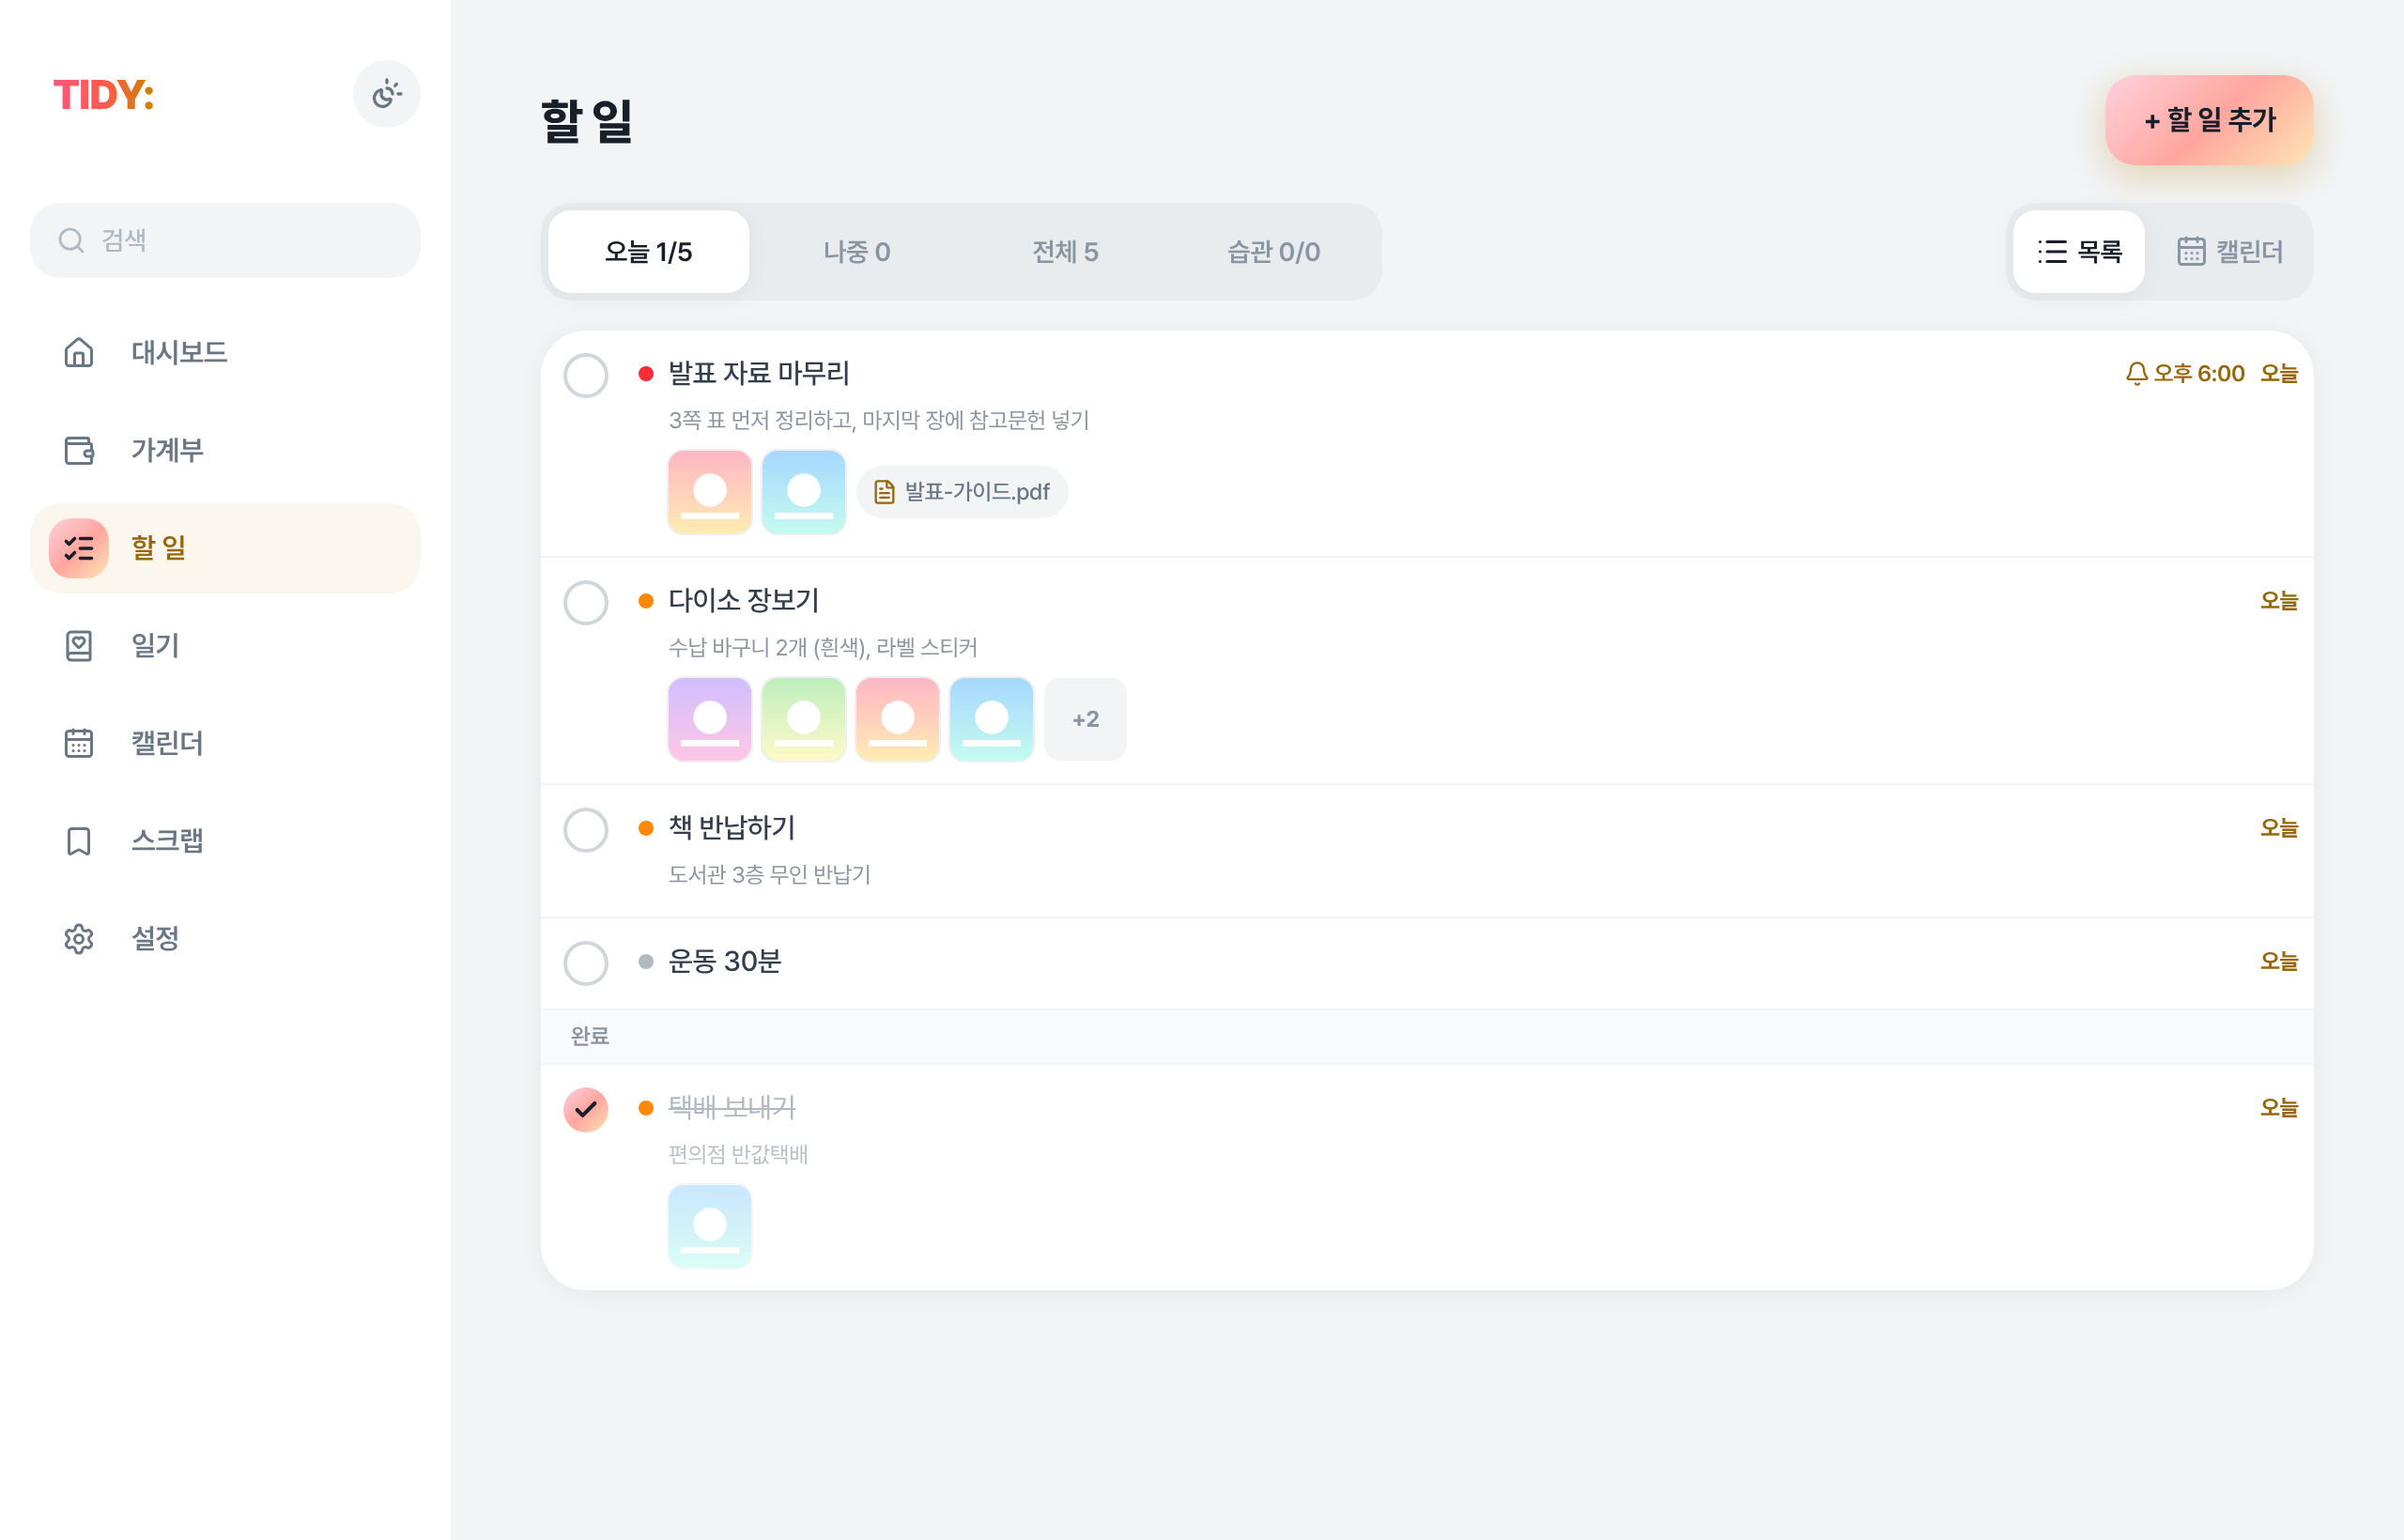 TIDY:
검색
대시보드
가계부
할 일
일기
캘린더
스크랩
설정
할 일
+ 할 일 추가
오늘 1/5
나중 0
전체 5
습관 0/0
목록
캘린더
발표 자료 마무리
오후 6:00 오늘
3쪽 표 먼저 정리하고, 마지막 장에 참고문헌 넣기
발표-가이드.pdf
다이소 장보기
오늘
수납 바구니 2개 (흰색), 라벨 스티커
+2
책 반납하기
오늘
도서관 3층 무인 반납기
운동 30분
오늘
완료
택배 보내기
오늘
편의점 반값택배